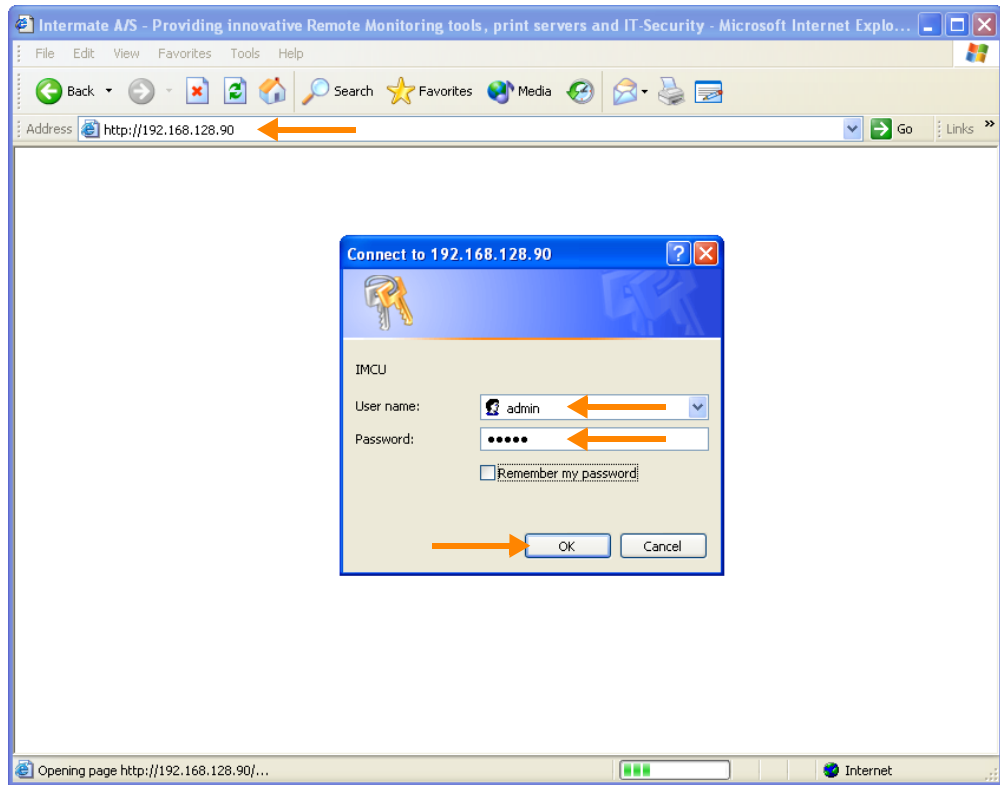 Intermate A/S - Providing innovative Remote Monitoring tools, print servers and IT-Security - Microsoft Internet Explo...
File Edit View Favorites Tools Help
Back Search Favorites Media
Address http://192.168.128.90 Go Links »
Connect to 192.168.128.90
IMCU
User name: admin
Password: •••••
Remember my password
OK Cancel
Opening page http://192.168.128.90/... Internet